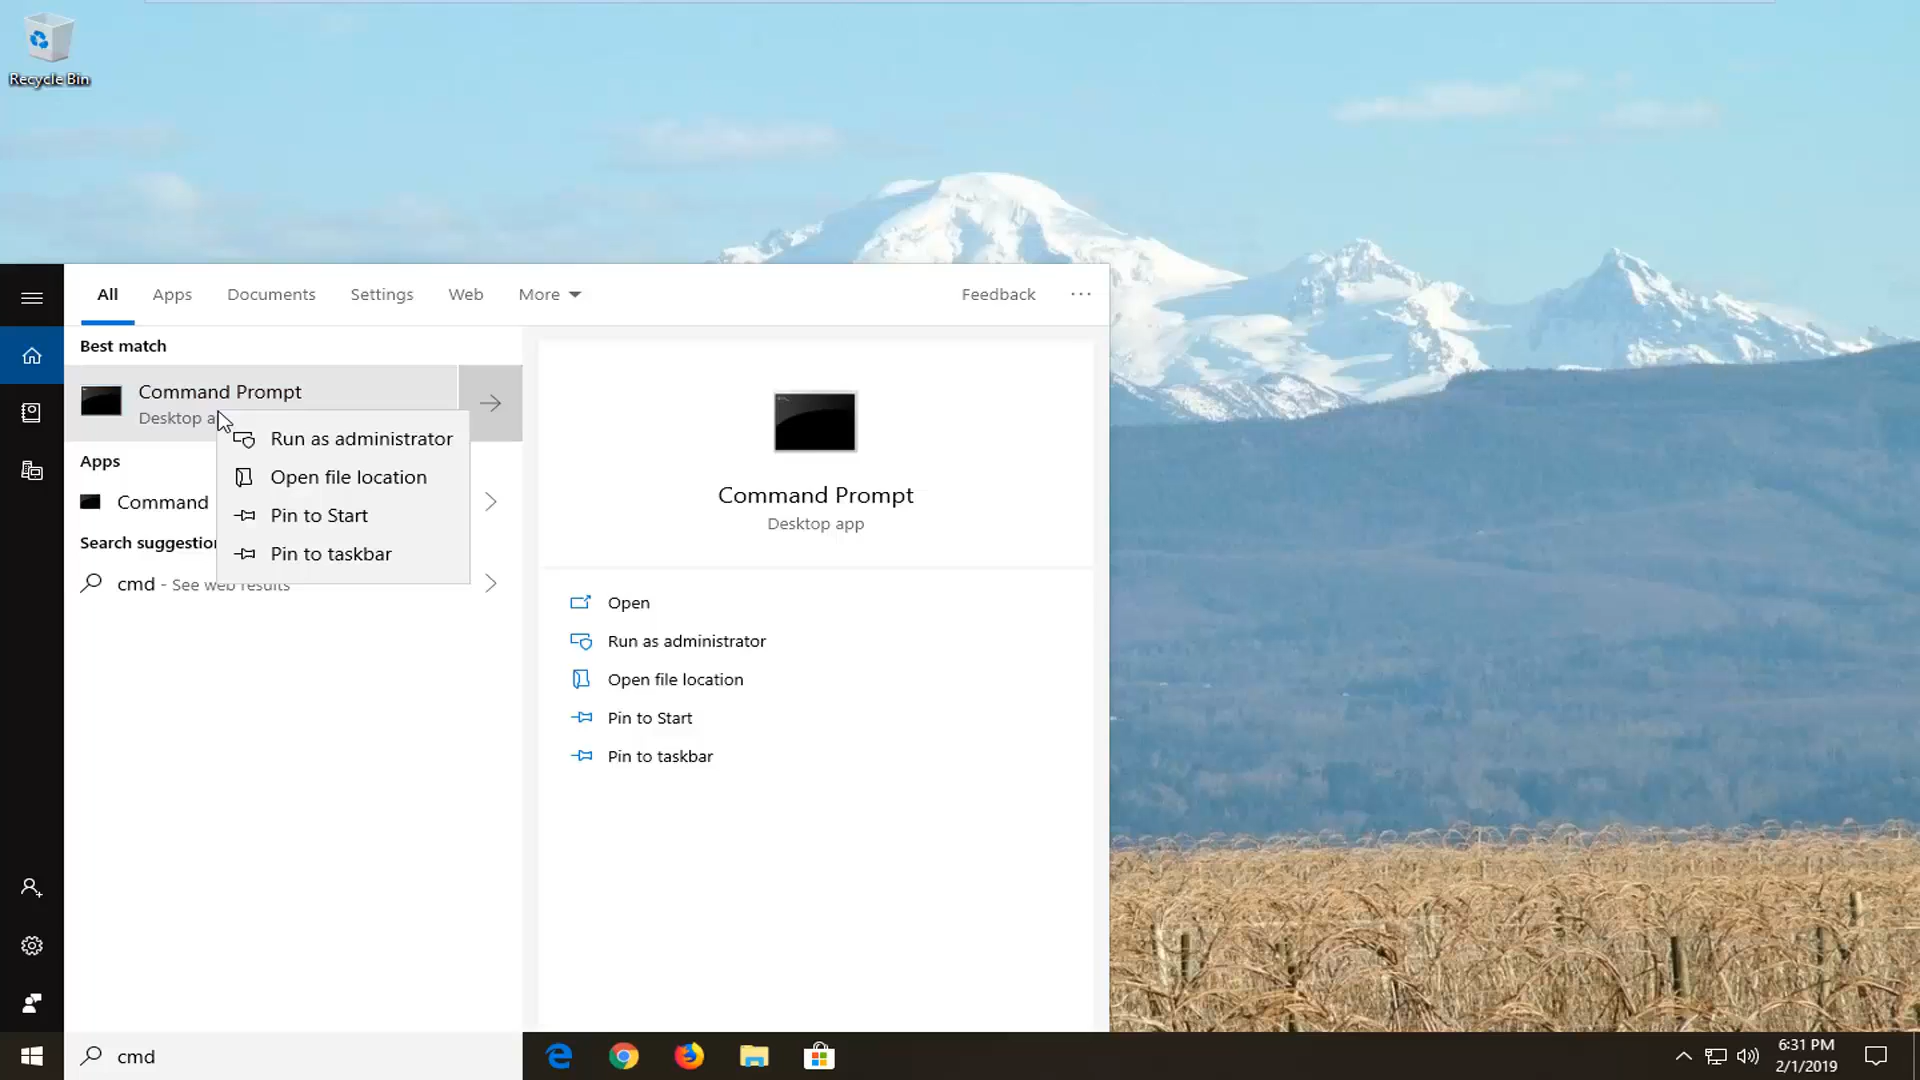 Recycle Bin
All Apps Documents Settings Web More Feedback
Best match
Command Prompt
Desktop
Run as administrator
Open file location
Pin to Start
Pin to taskbar
Apps
Command
Search
cmd - See web results
Command Prompt
Desktop app
Open
Run as administrator
Open file location
Pin to Start
Pin to taskbar
cmd
6:31 PM
2/1/2019